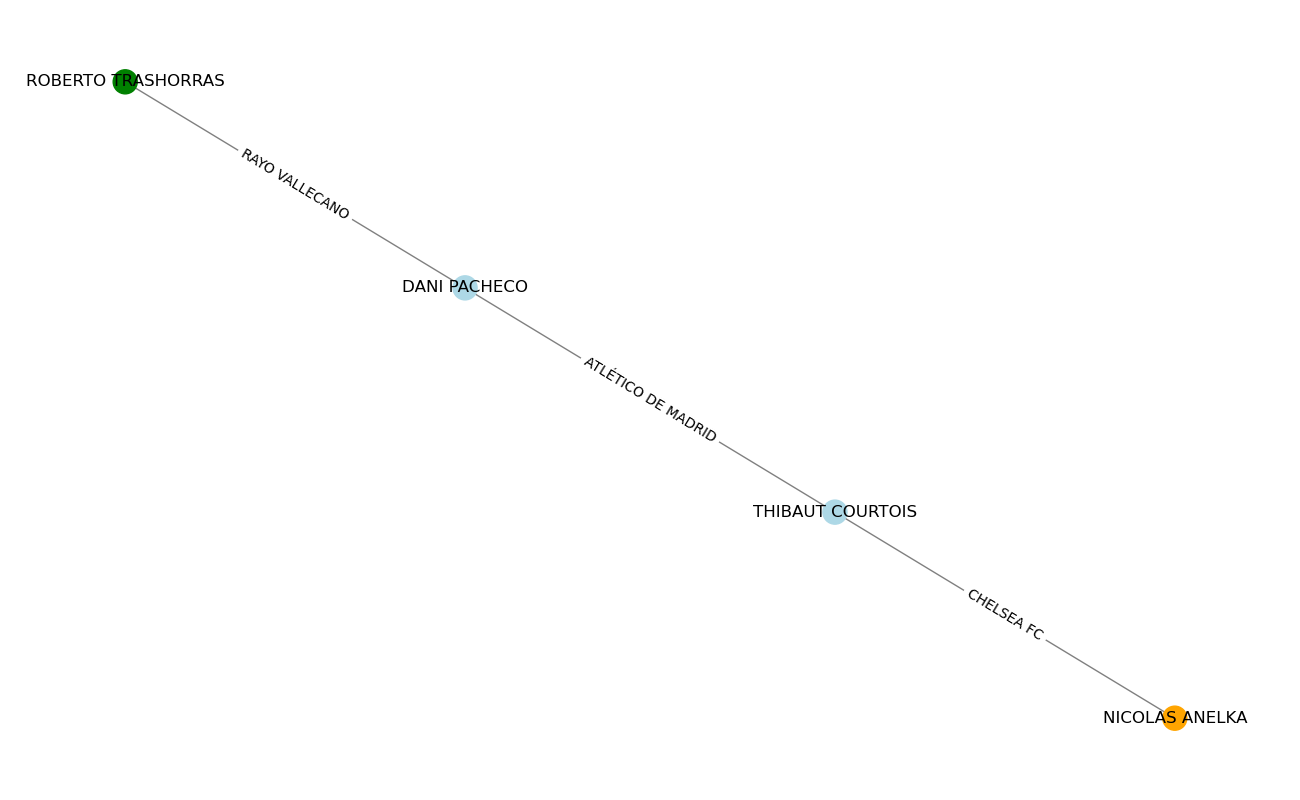 ROBERTO TRASHORRAS
RAYO VALLECANO
DANI PACHECO
ATLÉTICO DE MADRID
THIBAUT COURTOIS
CHELSEA FC
NICOLAS ANELKA